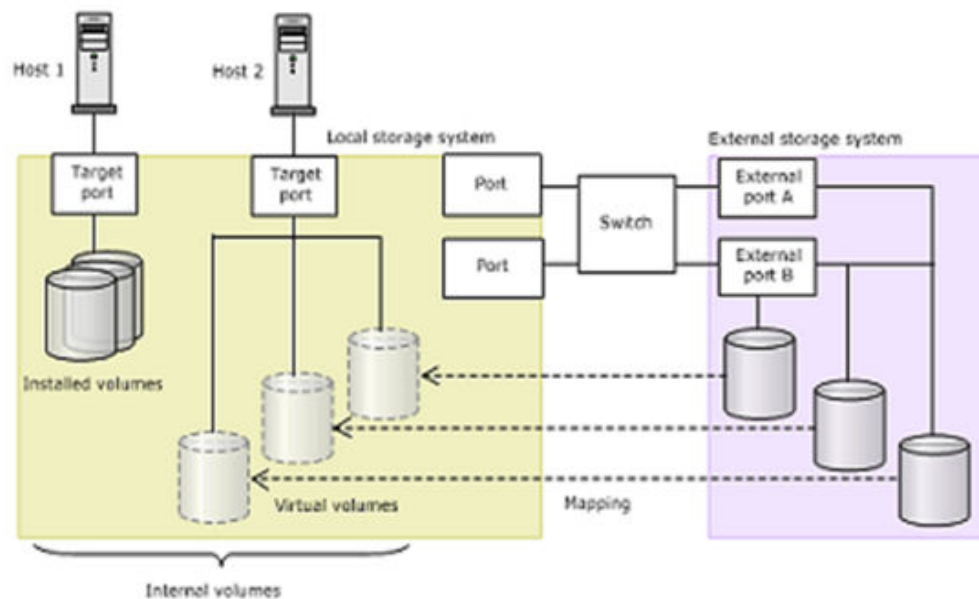 Host 1
Host 2
Local storage system
External storage system
Target
port
Target
port
Port
Switch
External
port A
Port
External
port B
Installed volumes
Virtual volumes
Mapping
Internal volumes